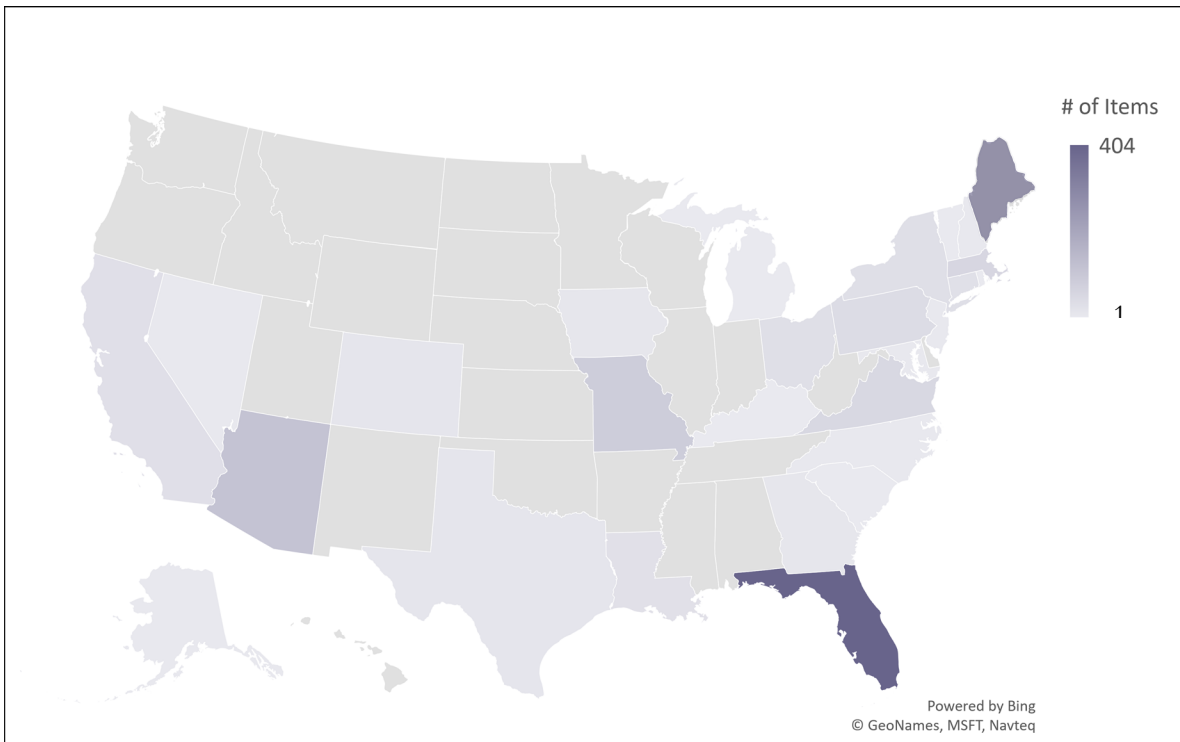 # of Items
404
1
Powered by Bing
© GeoNames, MSFT, Navteq